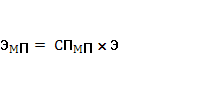 ЭмП = СПмП × Э